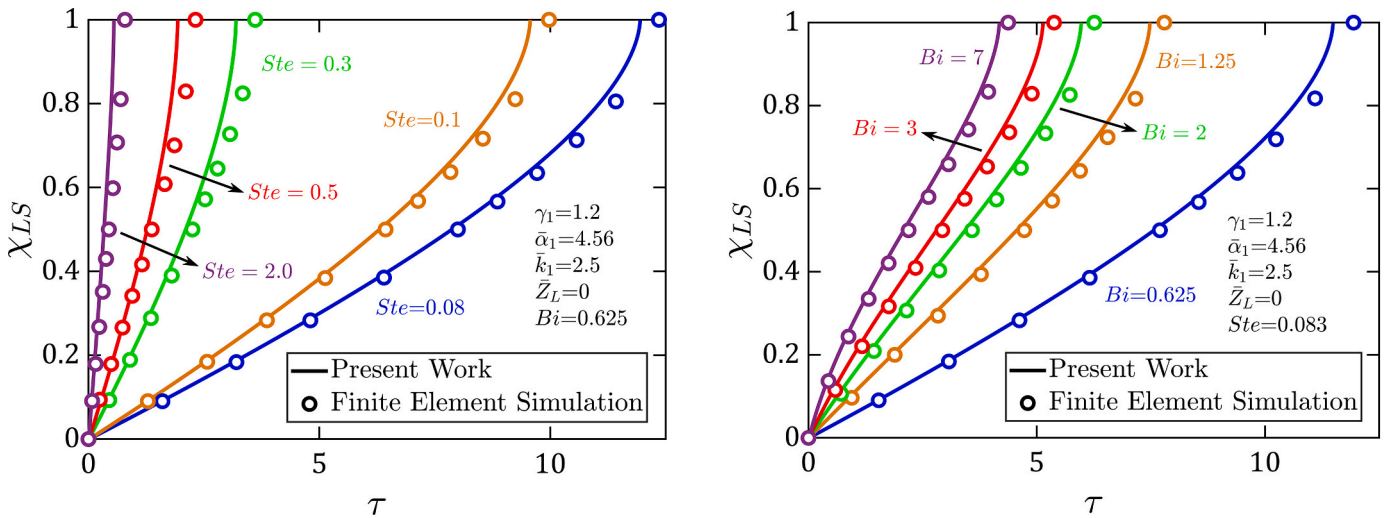 1
0.8
0.6
0.4
0.2
0
χ_LS
Ste = 0.3
Ste=0.1
Ste = 0.5
Ste = 2.0
Ste=0.08
γ₁=1.2
ᾱ₁=4.56
k̄₁=2.5
Z̄_L=0
Bi=0.625
Present Work
Finite Element Simulation
0 5 10
τ
1
0.8
0.6
0.4
0.2
0
χ_LS
Bi = 7
Bi=1.25
Bi = 3
Bi = 2
Bi=0.625
γ₁=1.2
ᾱ₁=4.56
k̄₁=2.5
Z̄_L=0
Ste=0.083
Present Work
Finite Element Simulation
0 5 10
τ